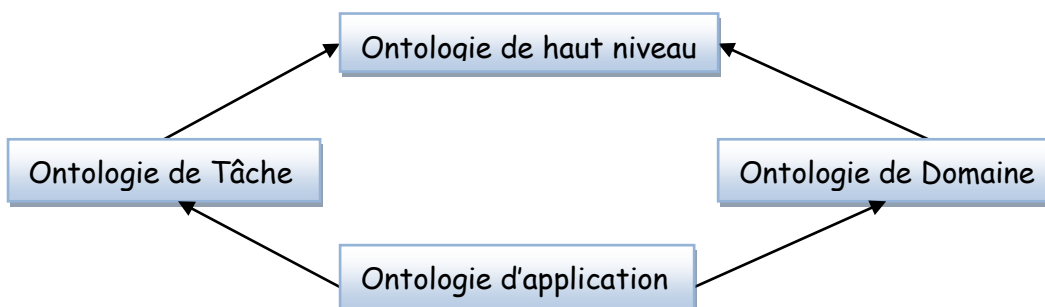 Ontologie de haut niveau
Ontologie de Tâche
Ontologie de Domaine
Ontologie d’application